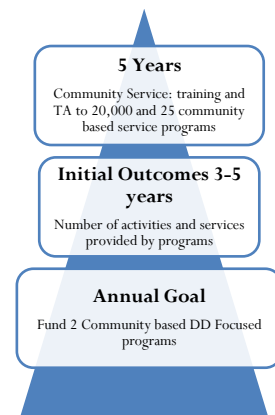 5 Years
Community Service: training and
TA to 20,000 and 25 community
based service programs
Initial Outcomes 3-5
years
Number of activities and services
provided by programs
Annual Goal
Fund 2 Community based DD Focused
programs